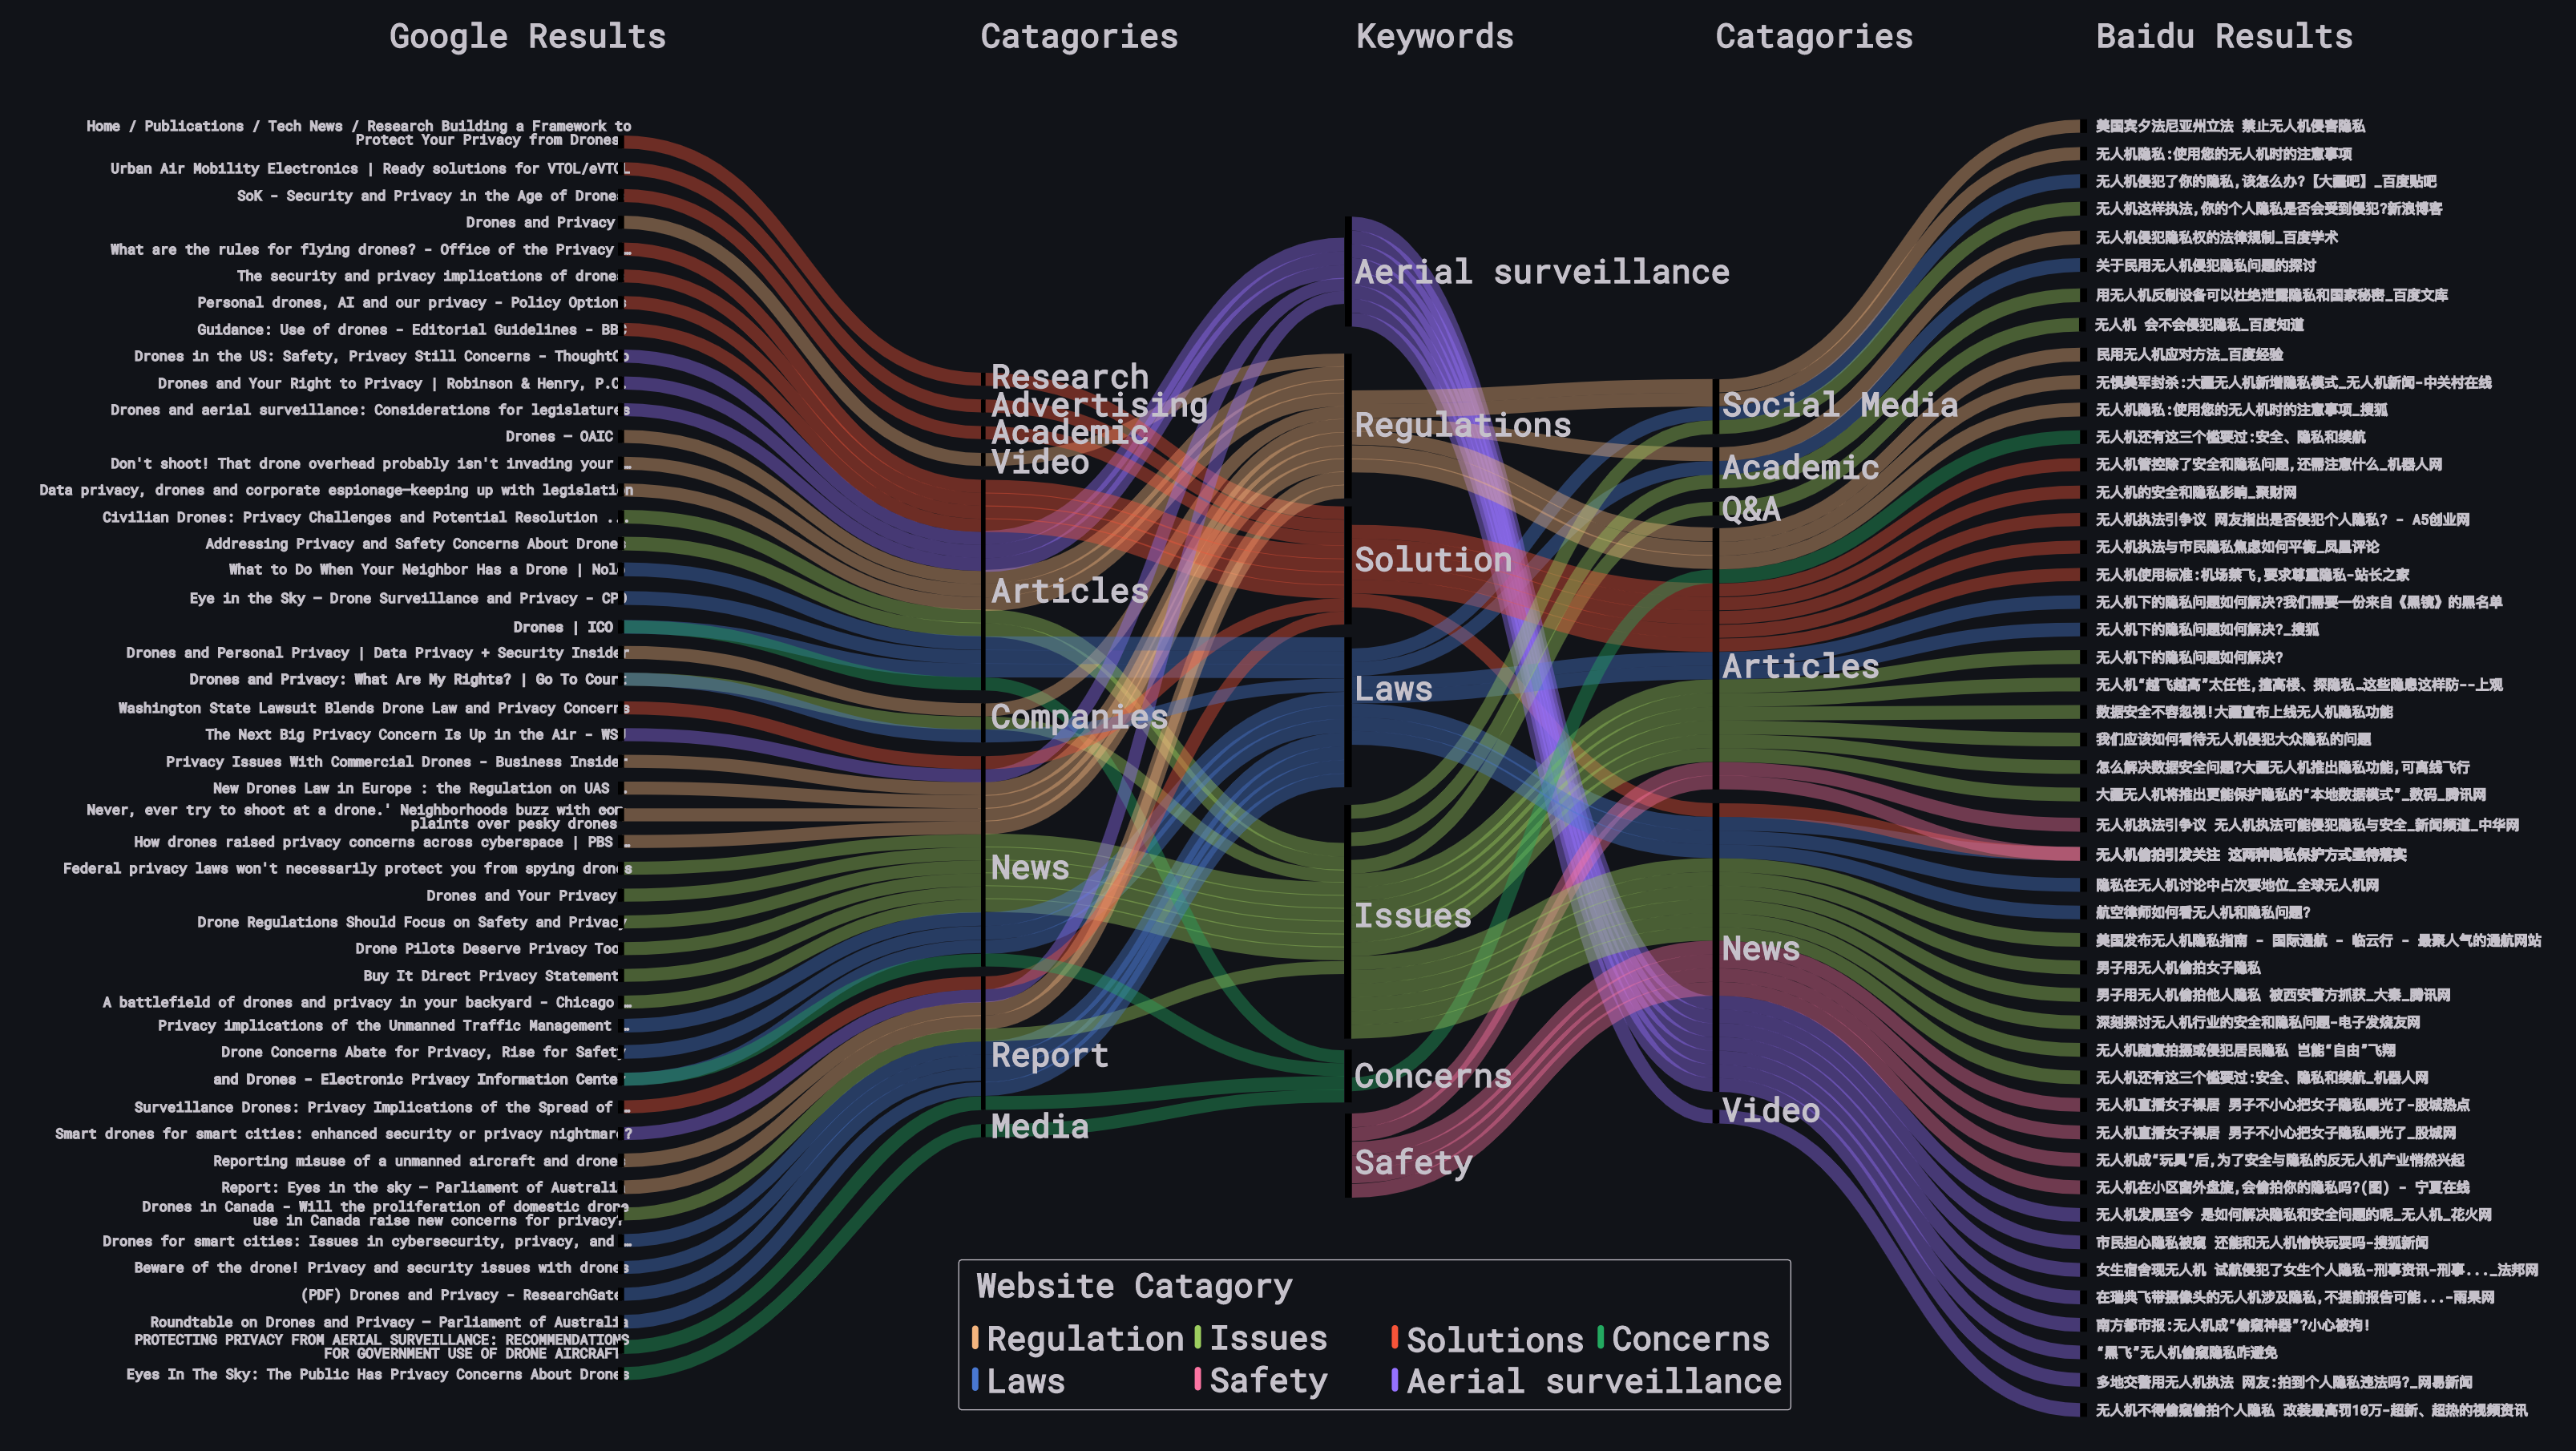 Google Results
Catagories
Keywords
Catagories
Baidu Results
Home / Publications / Tech News / Research Building a Framework to
Protect Your Privacy from Drones
Urban Air Mobility Electronics | Ready solutions for VTOL/eVTOL
SoK - Security and Privacy in the Age of Drones
Drones and Privacy
What are the rules for flying drones? - Office of the Privacy …
The security and privacy implications of drones
Personal drones, AI and our privacy - Policy Options
Guidance: Use of drones - Editorial Guidelines - BBC
Drones in the US: Safety, Privacy Still Concerns - ThoughtCo
Drones and Your Right to Privacy | Robinson & Henry, P.C.
Drones and aerial surveillance: Considerations for legislatures
Drones — OAIC
Don't shoot! That drone overhead probably isn't invading your …
Data privacy, drones and corporate espionage—keeping up with legislation
Civilian Drones: Privacy Challenges and Potential Resolution ...
Addressing Privacy and Safety Concerns About Drones
What to Do When Your Neighbor Has a Drone | Nolo
Eye in the Sky — Drone Surveillance and Privacy - CPO
Drones | ICO
Drones and Personal Privacy | Data Privacy + Security Insider
Drones and Privacy: What Are My Rights? | Go To Court
Washington State Lawsuit Blends Drone Law and Privacy Concerns
The Next Big Privacy Concern Is Up in the Air - WSJ
Privacy Issues With Commercial Drones - Business Insider
New Drones Law in Europe : the Regulation on UAS .
Never, ever try to shoot at a drone.' Neighborhoods buzz with com
plaints over pesky drones
How drones raised privacy concerns across cyberspace | PBS …
Federal privacy laws won't necessarily protect you from spying drones
Drones and Your Privacy
Drone Regulations Should Focus on Safety and Privacy
Drone Pilots Deserve Privacy Too
Buy It Direct Privacy Statement
A battlefield of drones and privacy in your backyard - Chicago …
Privacy implications of the Unmanned Traffic Management …
Drone Concerns Abate for Privacy, Rise for Safety
and Drones - Electronic Privacy Information Center
Surveillance Drones: Privacy Implications of the Spread of …
Smart drones for smart cities: enhanced security or privacy nightmare?
Reporting misuse of a unmanned aircraft and drones
Report: Eyes in the sky — Parliament of Australia
Drones in Canada - Will the proliferation of domestic drone
use in Canada raise new concerns for privacy?
Drones for smart cities: Issues in cybersecurity, privacy, and …
Beware of the drone! Privacy and security issues with drones
(PDF) Drones and Privacy - ResearchGate
Roundtable on Drones and Privacy — Parliament of Australia
PROTECTING PRIVACY FROM AERIAL SURVEILLANCE: RECOMMENDATIONS
FOR GOVERNMENT USE OF DRONE AIRCRAFT
Eyes In The Sky: The Public Has Privacy Concerns About Drones
Research
Advertising
Academic
Video
Articles
Companies
News
Report
Media
Aerial surveillance
Regulations
Solution
Laws
Issues
Concerns
Safety
Social Media
Academic
Q&A
Articles
News
Video
美国宾夕法尼亚州立法 禁止无人机侵害隐私
无人机隐私:使用您的无人机时的注意事项
无人机侵犯了你的隐私,该怎么办?【大疆吧】_百度贴吧
无人机这样执法,你的个人隐私是否会受到侵犯?新浪博客
无人机侵犯隐私权的法律规制_百度学术
关于民用无人机侵犯隐私问题的探讨
用无人机反制设备可以杜绝泄露隐私和国家秘密_百度文库
无人机 会不会侵犯隐私_百度知道
民用无人机应对方法_百度经验
无惧美军封杀:大疆无人机新增隐私模式_无人机新闻-中关村在线
无人机隐私:使用您的无人机时的注意事项_搜狐
无人机还有这三个槛要过:安全、隐私和续航
无人机管控除了安全和隐私问题,还需注意什么_机器人网
无人机的安全和隐私影响_聚财网
无人机执法引争议 网友指出是否侵犯个人隐私? - A5创业网
无人机执法与市民隐私焦虑如何平衡_凤凰评论
无人机使用标准:机场禁飞,要求尊重隐私-站长之家
无人机下的隐私问题如何解决?我们需要一份来自《黑镜》的黑名单
无人机下的隐私问题如何解决?_搜狐
无人机下的隐私问题如何解决?
无人机“越飞越高”太任性,撞高楼、探隐私…这些隐患这样防--上观
数据安全不容忽视!大疆宣布上线无人机隐私功能
我们应该如何看待无人机侵犯大众隐私的问题
怎么解决数据安全问题?大疆无人机推出隐私功能,可离线飞行
大疆无人机将推出更能保护隐私的“本地数据模式”_数码_腾讯网
无人机执法引争议 无人机执法可能侵犯隐私与安全_新闻频道_中华网
无人机偷拍引发关注 这两种隐私保护方式亟待落实
隐私在无人机讨论中占次要地位_全球无人机网
航空律师如何看无人机和隐私问题?
美国发布无人机隐私指南 - 国际通航 - 临云行 - 最聚人气的通航网站
男子用无人机偷拍女子隐私
男子用无人机偷拍他人隐私 被西安警方抓获_大秦_腾讯网
深刻探讨无人机行业的安全和隐私问题-电子发烧友网
无人机随意拍摄或侵犯居民隐私 岂能“自由”飞翔
无人机还有这三个槛要过:安全、隐私和续航_机器人网
无人机直播女子裸居 男子不小心把女子隐私曝光了-股城热点
无人机直播女子裸居 男子不小心把女子隐私曝光了_股城网
无人机成“玩具”后,为了安全与隐私的反无人机产业悄然兴起
无人机在小区窗外盘旋,会偷拍你的隐私吗?(图) - 宁夏在线
无人机发展至今 是如何解决隐私和安全问题的呢_无人机_花火网
市民担心隐私被窥 还能和无人机愉快玩耍吗-搜狐新闻
女生宿舍现无人机 试航侵犯了女生个人隐私-刑事资讯-刑事..._法邦网
在瑞典飞带摄像头的无人机涉及隐私,不提前报告可能...-雨果网
南方都市报:无人机成“偷窥神器”?小心被拘!
“黑飞”无人机偷窥隐私咋避免
多地交警用无人机执法 网友:拍到个人隐私违法吗?_网易新闻
无人机不得偷窥偷拍个人隐私 改装最高罚10万-超新、超热的视频资讯
Website Catagory
Regulation
Issues
Solutions
Concerns
Laws
Safety
Aerial surveillance